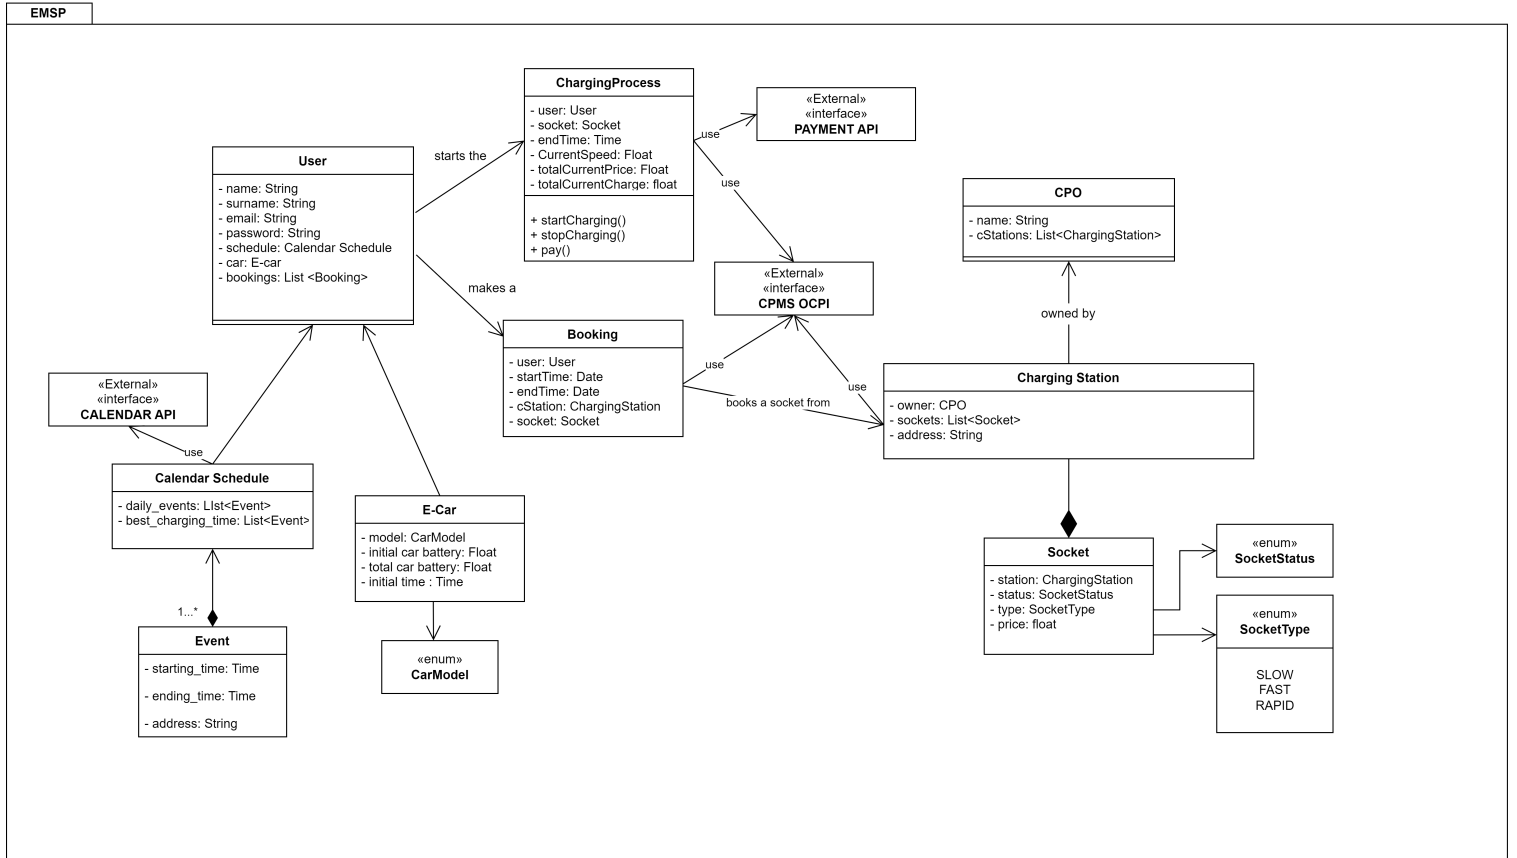 EMSP
ChargingProcess
- user: User
- socket: Socket
- endTime: Time
- CurrentSpeed: Float
- totalCurrentPrice: Float
- totalCurrentCharge: float
+ startCharging()
+ stopCharging()
+ pay()
«External»
«interface»
PAYMENT API
use
use
starts the
User
- name: String
- surname: String
- email: String
- password: String
- schedule: Calendar Schedule
- car: E-car
- bookings: List <Booking>
makes a
CPO
- name: String
- cStations: List<ChargingStation>
owned by
«External»
«interface»
CPMS OCPI
Booking
- user: User
- startTime: Date
- endTime: Date
- cStation: ChargingStation
- socket: Socket
use
books a socket from
use
Charging Station
- owner: CPO
- sockets: List<Socket>
- address: String
«External»
«interface»
CALENDAR API
use
Calendar Schedule
- daily_events: LIst<Event>
- best_charging_time: List<Event>
1...*
Event
- starting_time: Time
- ending_time: Time
- address: String
E-Car
- model: CarModel
- initial car battery: Float
- total car battery: Float
- initial time : Time
«enum»
CarModel
Socket
- station: ChargingStation
- status: SocketStatus
- type: SocketType
- price: float
«enum»
SocketStatus
«enum»
SocketType
SLOW
FAST
RAPID